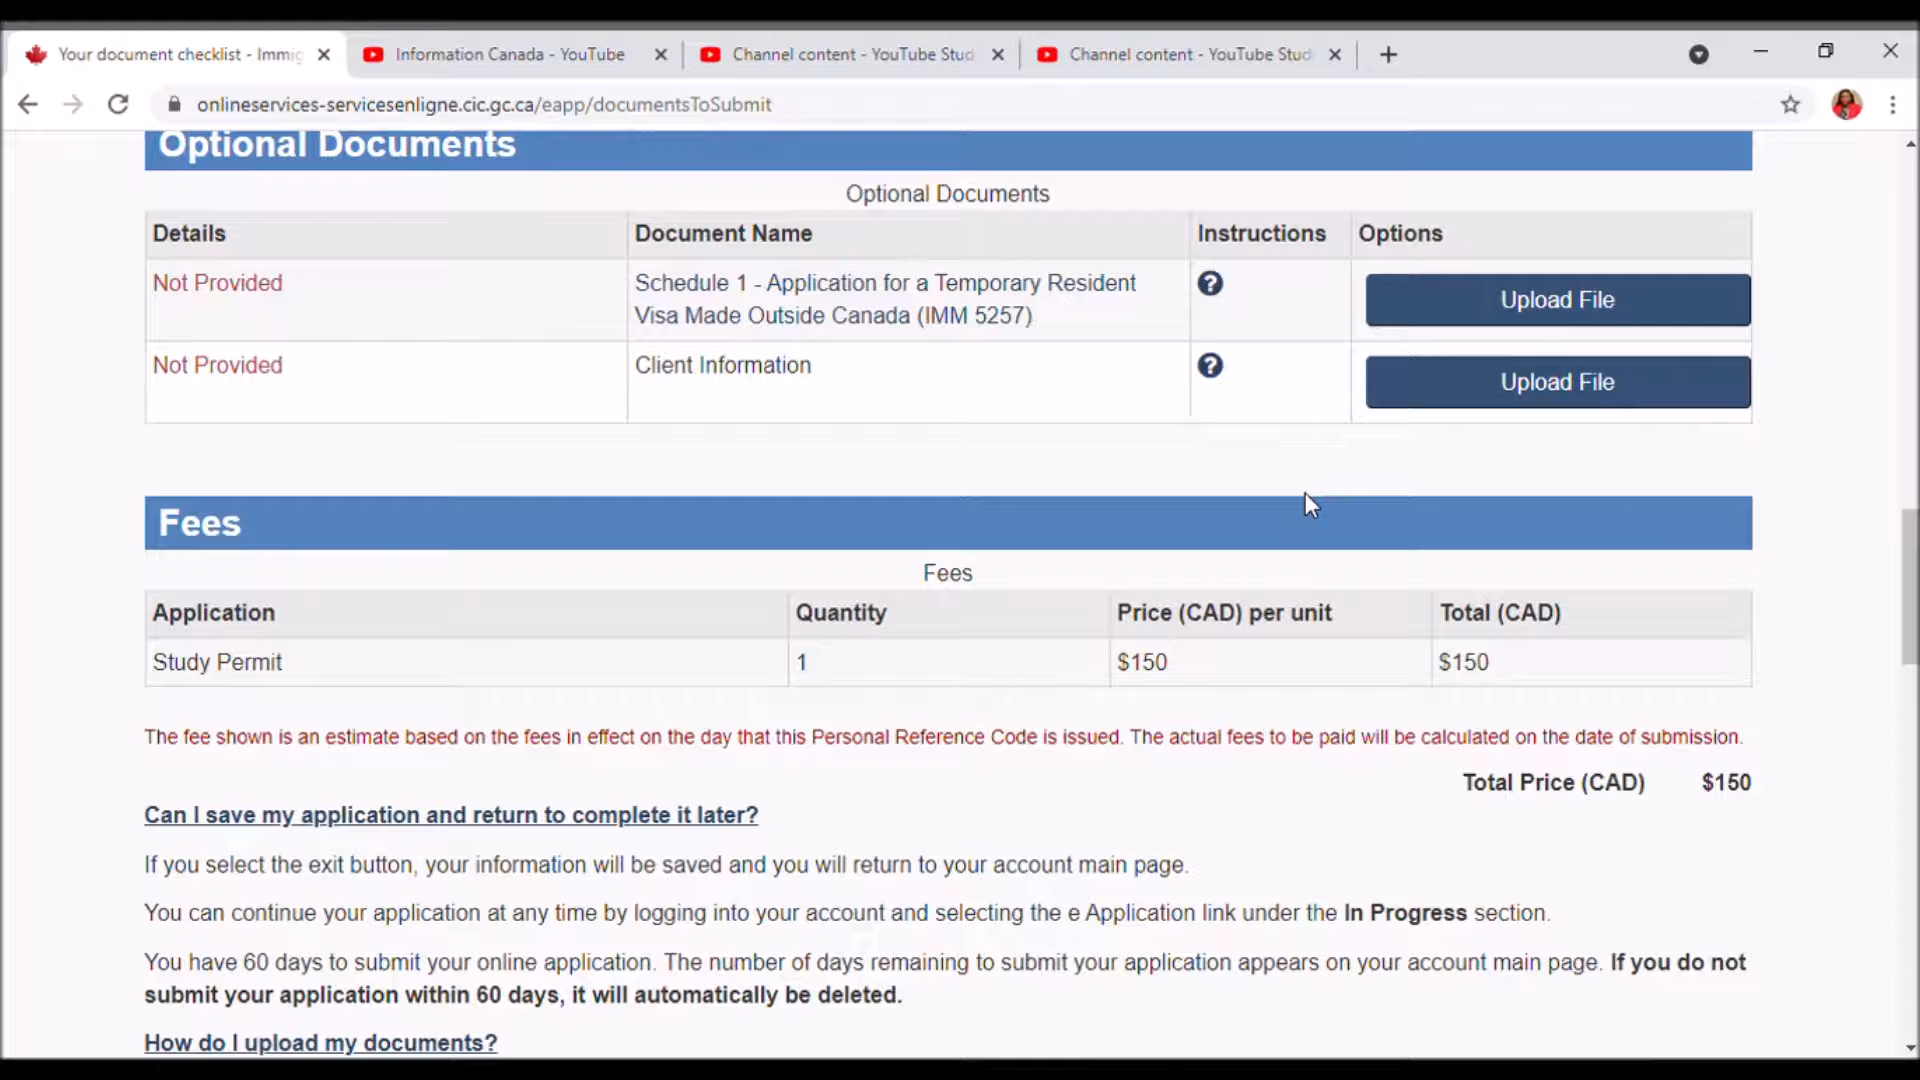 Your document checklist - Immig
Information Canada - YouTube
Channel content - YouTube Stud
Channel content - YouTube Stud
onlineservices-servicesenligne.cic.gc.ca/eapp/documentsToSubmit
Optional Documents
Optional Documents
Details Document Name Instructions Options
Not Provided Schedule 1 - Application for a Temporary Resident Upload File
Visa Made Outside Canada (IMM 5257)
Not Provided Client Information Upload File
Fees
Fees
Application Quantity Price (CAD) per unit Total (CAD)
Study Permit 1 $150 $150
The fee shown is an estimate based on the fees in effect on the day that this Personal Reference Code is issued. The actual fees to be paid will be calculated on the date of submission.
Total Price (CAD) $150
Can I save my application and return to complete it later?
If you select the exit button, your information will be saved and you will return to your account main page.
You can continue your application at any time by logging into your account and selecting the e Application link under the In Progress section.
You have 60 days to submit your online application. The number of days remaining to submit your application appears on your account main page. If you do not
submit your application within 60 days, it will automatically be deleted.
How do I upload my documents?